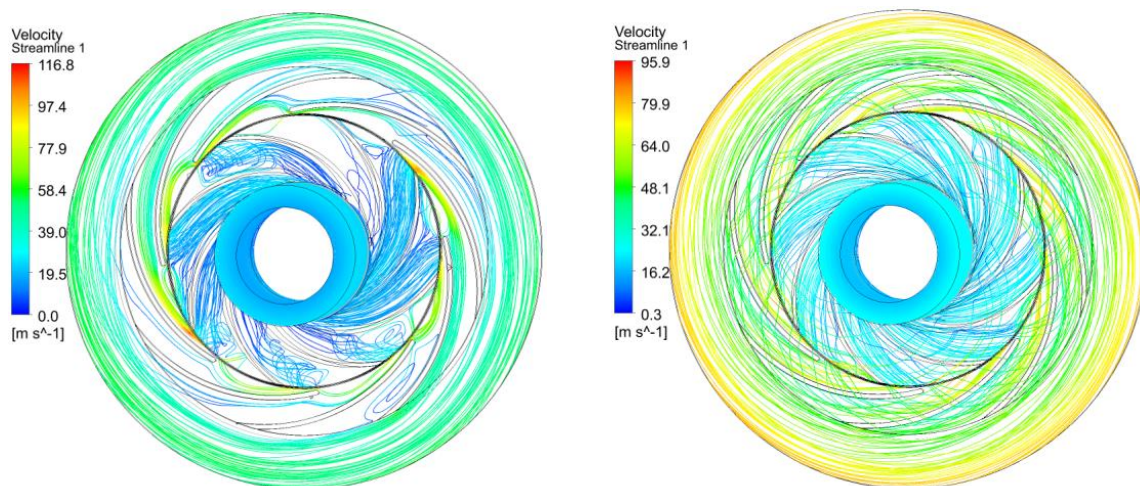 Velocity
Streamline 1
116.8
97.4
77.9
58.4
39.0
19.5
0.0
[m s^-1]
Velocity
Streamline 1
95.9
79.9
64.0
48.1
32.1
16.2
0.3
[m s^-1]